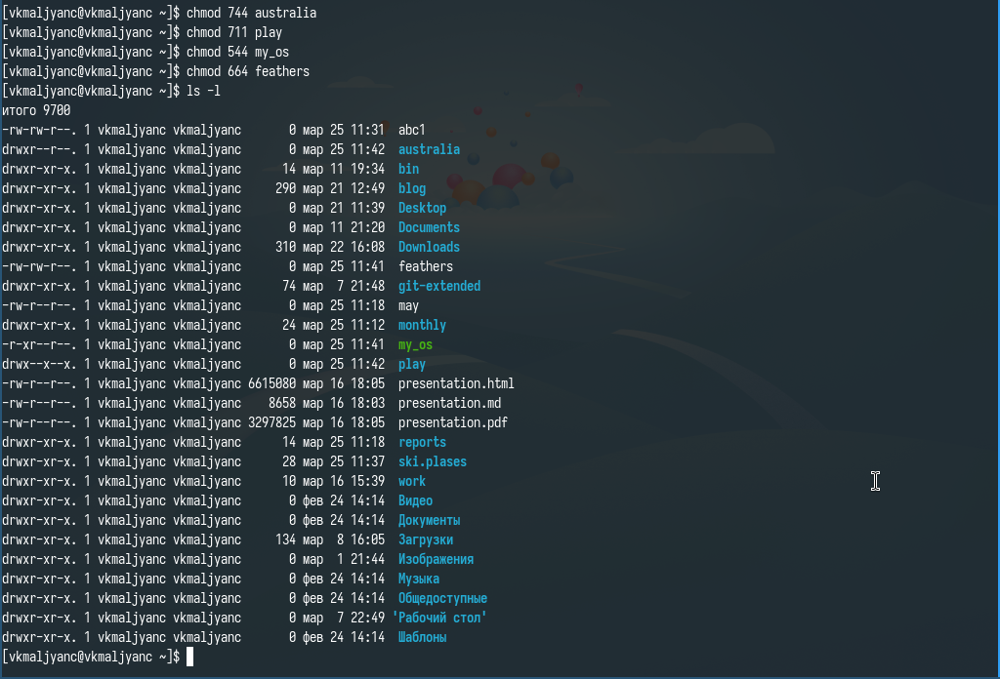 [vkmaljyanc@vkmaljyanc ~]$ chmod 744 australia
[vkmaljyanc@vkmaljyanc ~]$ chmod 711 play
[vkmaljyanc@vkmaljyanc ~]$ chmod 544 my_os
[vkmaljyanc@vkmaljyanc ~]$ chmod 664 feathers
[vkmaljyanc@vkmaljyanc ~]$ ls -l
итого 9700
-rw-rw-r--. 1 vkmaljyanc vkmaljyanc       0 мар 25 11:31  abc1
drwxr--r--. 1 vkmaljyanc vkmaljyanc       0 мар 25 11:42  australia
drwxr-xr-x. 1 vkmaljyanc vkmaljyanc      14 мар 11 19:34  bin
drwxr-xr-x. 1 vkmaljyanc vkmaljyanc     290 мар 21 12:49  blog
drwxr-xr-x. 1 vkmaljyanc vkmaljyanc       0 мар 21 11:39  Desktop
drwxr-xr-x. 1 vkmaljyanc vkmaljyanc       0 мар 11 21:20  Documents
drwxr-xr-x. 1 vkmaljyanc vkmaljyanc     310 мар 22 16:08  Downloads
-rw-rw-r--. 1 vkmaljyanc vkmaljyanc       0 мар 25 11:41  feathers
drwxr-xr-x. 1 vkmaljyanc vkmaljyanc      74 мар  7 21:48  git-extended
-rw-r--r--. 1 vkmaljyanc vkmaljyanc       0 мар 25 11:18  may
drwxr-xr-x. 1 vkmaljyanc vkmaljyanc      24 мар 25 11:12  monthly
-r-xr--r--. 1 vkmaljyanc vkmaljyanc       0 мар 25 11:41  my_os
drwx--x--x. 1 vkmaljyanc vkmaljyanc       0 мар 25 11:42  play
-rw-r--r--. 1 vkmaljyanc vkmaljyanc 6615080 мар 16 18:05  presentation.html
-rw-r--r--. 1 vkmaljyanc vkmaljyanc    8658 мар 16 18:03  presentation.md
-rw-r--r--. 1 vkmaljyanc vkmaljyanc 3297825 мар 16 18:05  presentation.pdf
drwxr-xr-x. 1 vkmaljyanc vkmaljyanc      14 мар 25 11:18  reports
drwxr-xr-x. 1 vkmaljyanc vkmaljyanc      28 мар 25 11:37  ski.plases
drwxr-xr-x. 1 vkmaljyanc vkmaljyanc      10 мар 16 15:39  work
drwxr-xr-x. 1 vkmaljyanc vkmaljyanc       0 фев 24 14:14  Видео
drwxr-xr-x. 1 vkmaljyanc vkmaljyanc       0 фев 24 14:14  Документы
drwxr-xr-x. 1 vkmaljyanc vkmaljyanc     134 мар  8 16:05  Загрузки
drwxr-xr-x. 1 vkmaljyanc vkmaljyanc       0 мар  1 21:44  Изображения
drwxr-xr-x. 1 vkmaljyanc vkmaljyanc       0 фев 24 14:14  Музыка
drwxr-xr-x. 1 vkmaljyanc vkmaljyanc       0 фев 24 14:14  Общедоступные
drwxr-xr-x. 1 vkmaljyanc vkmaljyanc       0 мар  7 22:49 'Рабочий стол'
drwxr-xr-x. 1 vkmaljyanc vkmaljyanc       0 фев 24 14:14  Шаблоны
[vkmaljyanc@vkmaljyanc ~]$